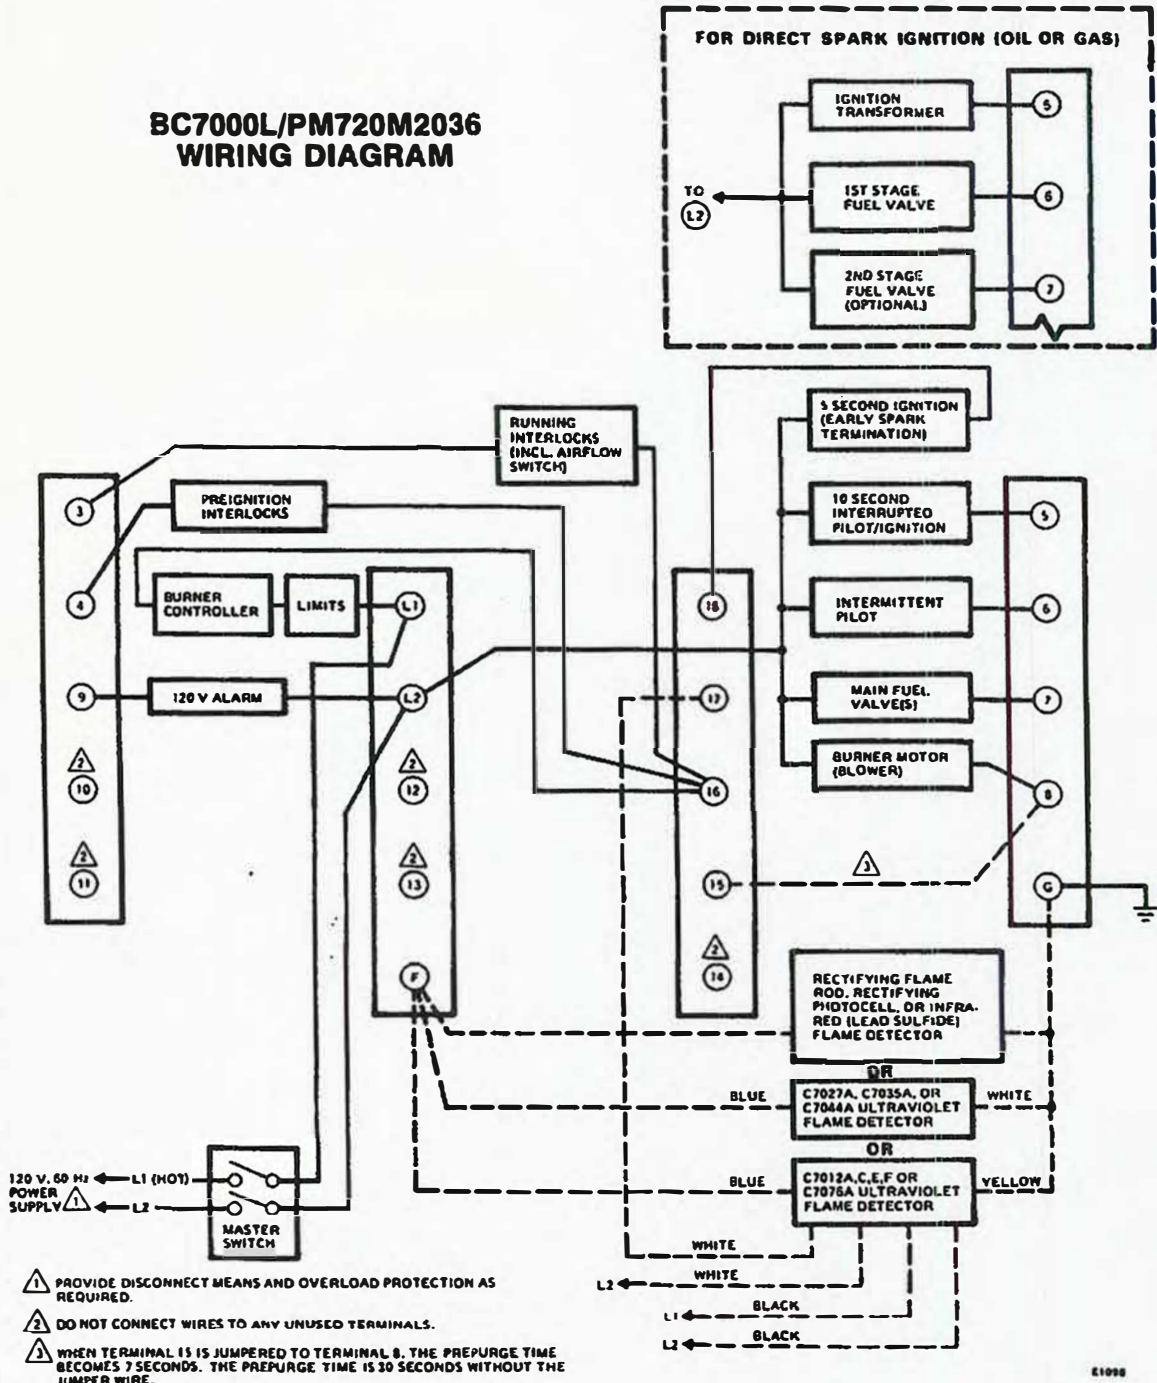 FOR DIRECT SPARK IGNITION (OIL OR GAS)
BC7000L/PM720M2036
WIRING DIAGRAM
IGNITION
TRANSFORMER
5
TO
L2
1ST STAGE
FUEL VALVE
6
2ND STAGE
FUEL VALVE
(OPTIONAL)
7
RUNNING
INTERLOCKS
(INCL. AIRFLOW
SWITCH)
5 SECOND IGNITION
(EARLY SPARK
TERMINATION)
3
PREIGNITION
INTERLOCKS
10 SECOND
INTERRUPTED
PILOT/IGNITION
5
4
BURNER
CONTROLLER
LIMITS
L1
18
INTERMITTENT
PILOT
6
9
120 V ALARM
L2
17
MAIN FUEL
VALVE(S)
7
BURNER MOTOR
(BLOWER)
2
10
2
12
16
8
2
11
2
13
15
3
G
F
2
14
RECTIFYING FLAME
ROD, RECTIFYING
PHOTOCELL, OR INFRA-
RED (LEAD SULFIDE)
FLAME DETECTOR
OR
BLUE
C7027A, C7035A, OR
C7044A ULTRAVIOLET
FLAME DETECTOR
WHITE
OR
BLUE
C7012A,C,E,F OR
C7076A ULTRAVIOLET
FLAME DETECTOR
YELLOW
120 V, 60 Hz
POWER
SUPPLY
1
L1 (HOT)
L2
MASTER
SWITCH
WHITE
L2
WHITE
L1
BLACK
L2
BLACK
1 PROVIDE DISCONNECT MEANS AND OVERLOAD PROTECTION AS
REQUIRED.
2 DO NOT CONNECT WIRES TO ANY UNUSED TERMINALS.
3 WHEN TERMINAL 15 IS JUMPERED TO TERMINAL 8, THE PREPURGE TIME
BECOMES 7 SECONDS. THE PREPURGE TIME IS 30 SECONDS WITHOUT THE
JUMPER WIRE.
E1098